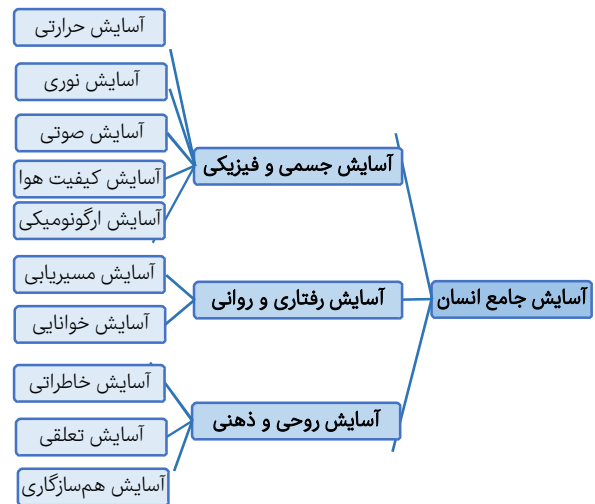 آسایش جامع انسان
آسایش جسمی و فیزیکی
آسایش حرارتی
آسایش نوری
آسایش صوتی
آسایش کیفیت هوا
آسایش ارگونومیکی
آسایش رفتاری و روانی
آسایش مسیریابی
آسایش خوانایی
آسایش روحی و ذهنی
آسایش خاطراتی
آسایش تعلقی
آسایش هم‌سازگاری